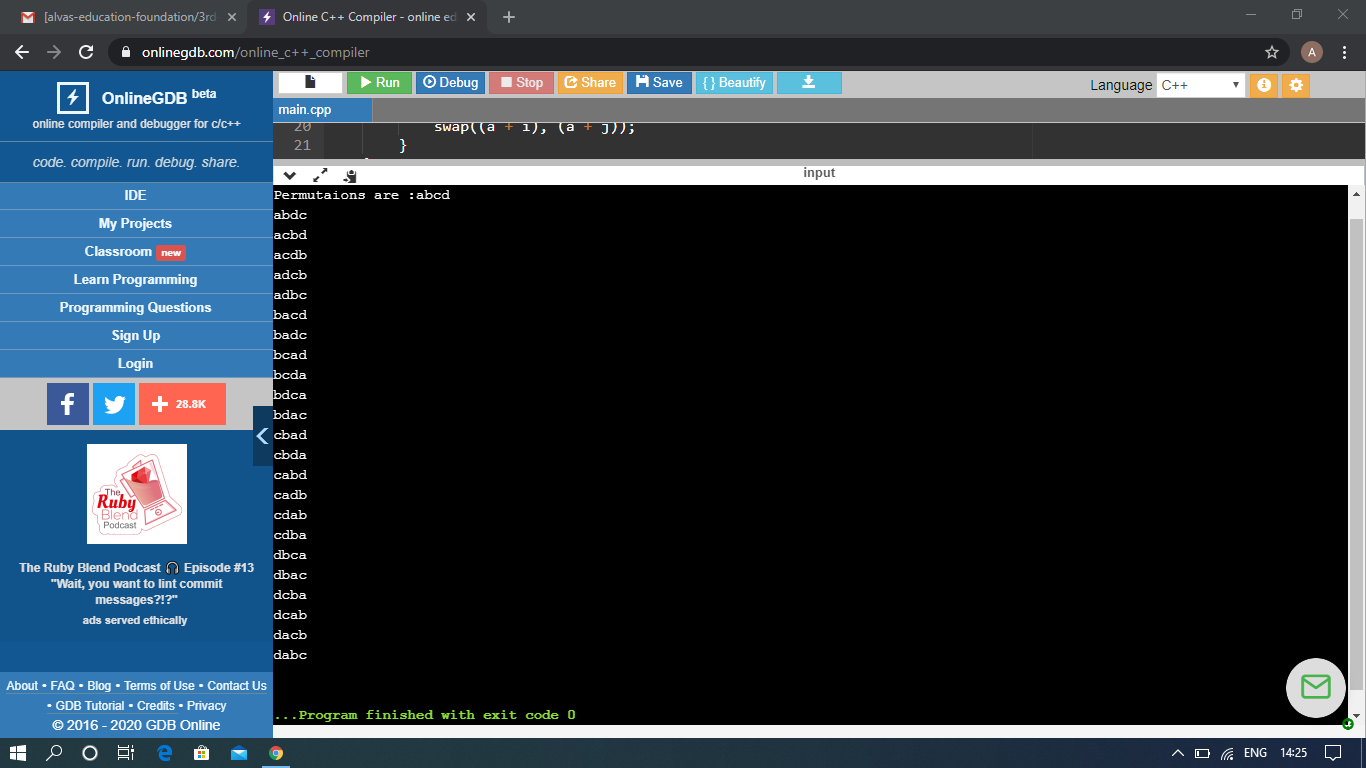 [alvas-education-foundation/3rd
Online C++ Compiler - online ed
onlinegdb.com/online_c++_compiler
A
OnlineGDB beta
online compiler and debugger for c/c++
code. compile. run. debug. share.
IDE
My Projects
Classroom new
Learn Programming
Programming Questions
Sign Up
Login
28.8K
The
Ruby
Blend
Podcast
The Ruby Blend Podcast 🎧 Episode #13
"Wait, you want to lint commit
messages?!?"
ads served ethically
About • FAQ • Blog • Terms of Use • Contact Us
• GDB Tutorial • Credits • Privacy
© 2016 - 2020 GDB Online
Run Debug Stop Share Save { } Beautify
Language C++
main.cpp
20 swap((a + i), (a + j));
21 }
input
Permutaions are :abcd
abdc
acbd
acdb
adcb
adbc
bacd
badc
bcad
bcda
bdca
bdac
cbad
cbda
cabd
cadb
cdab
cdba
dbca
dbac
dcba
dcab
dacb
dabc
...Program finished with exit code 0
ENG 14:25